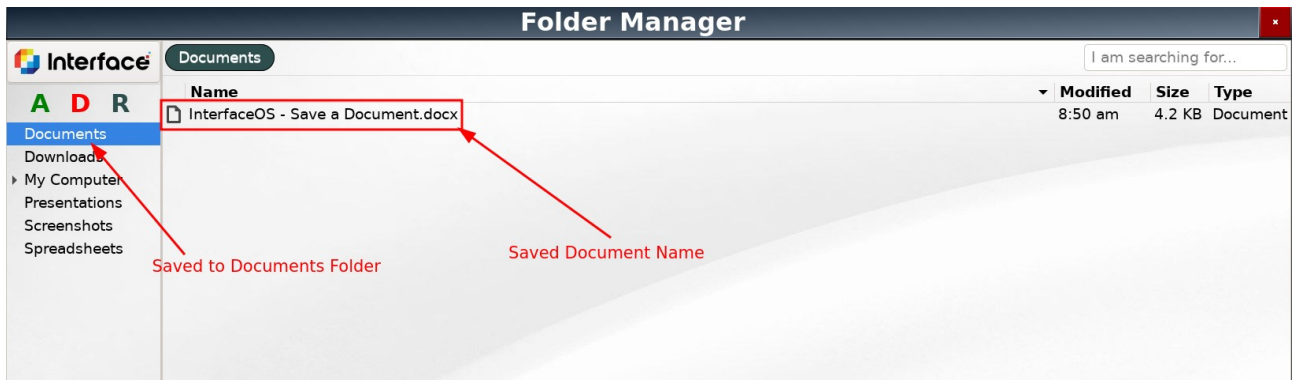 Folder Manager
×
Interface
Documents
I am searching for...
A D R
Name Modified Size Type
InterfaceOS - Save a Document.docx 8:50 am 4.2 KB Document
Documents
Downloads
My Computer
Presentations
Screenshots
Spreadsheets
Saved to Documents Folder
Saved Document Name